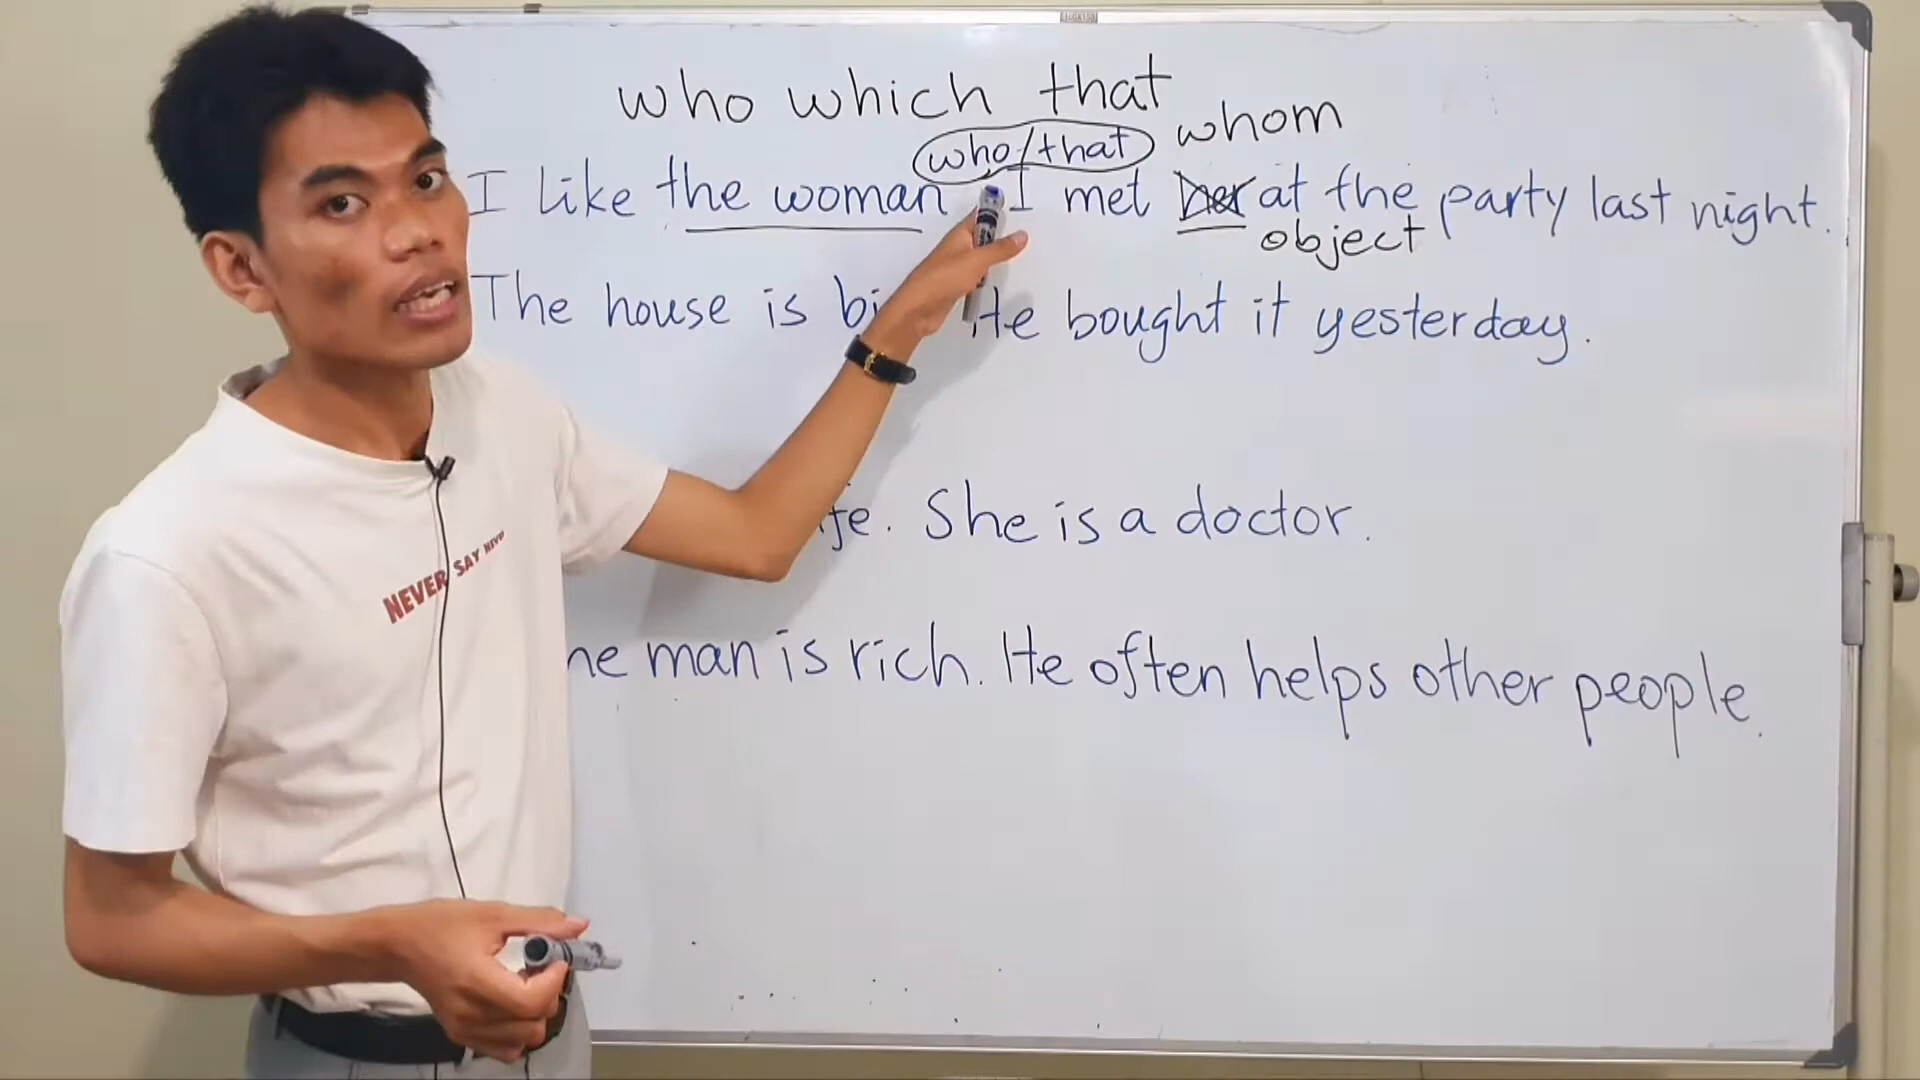 who which that
whom
who/that
I like the woman I met her at the party last night.
object
The house is bi He bought it yesterday.
fe. She is a doctor.
he man is rich. He often helps other people.
NEVER SAY NEVER